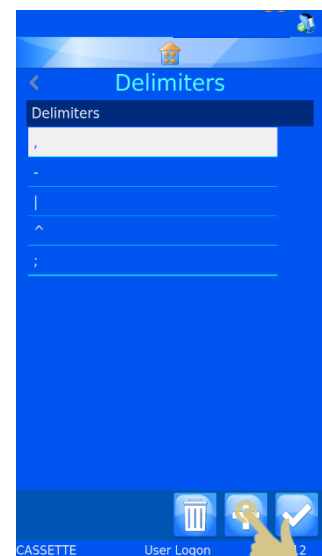 Delimiters
Delimiters
,
-
|
^
;
CASSETTE User Logon